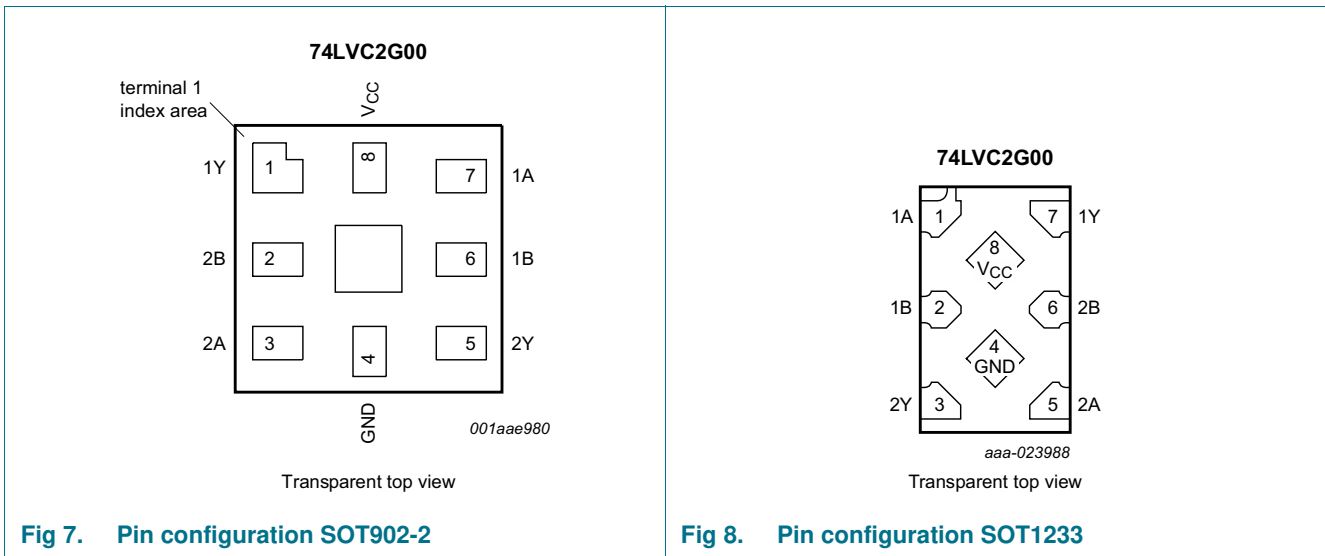 74LVC2G00
terminal 1
index area
VCC
1Y 1 8 7 1A
2B 2 6 1B
2A 3 4 5 2Y
GND
001aae980
Transparent top view
Fig 7. Pin configuration SOT902-2
74LVC2G00
1A 1 7 1Y
8
VCC
1B 2 6 2B
4
GND
2Y 3 5 2A
aaa-023988
Transparent top view
Fig 8. Pin configuration SOT1233